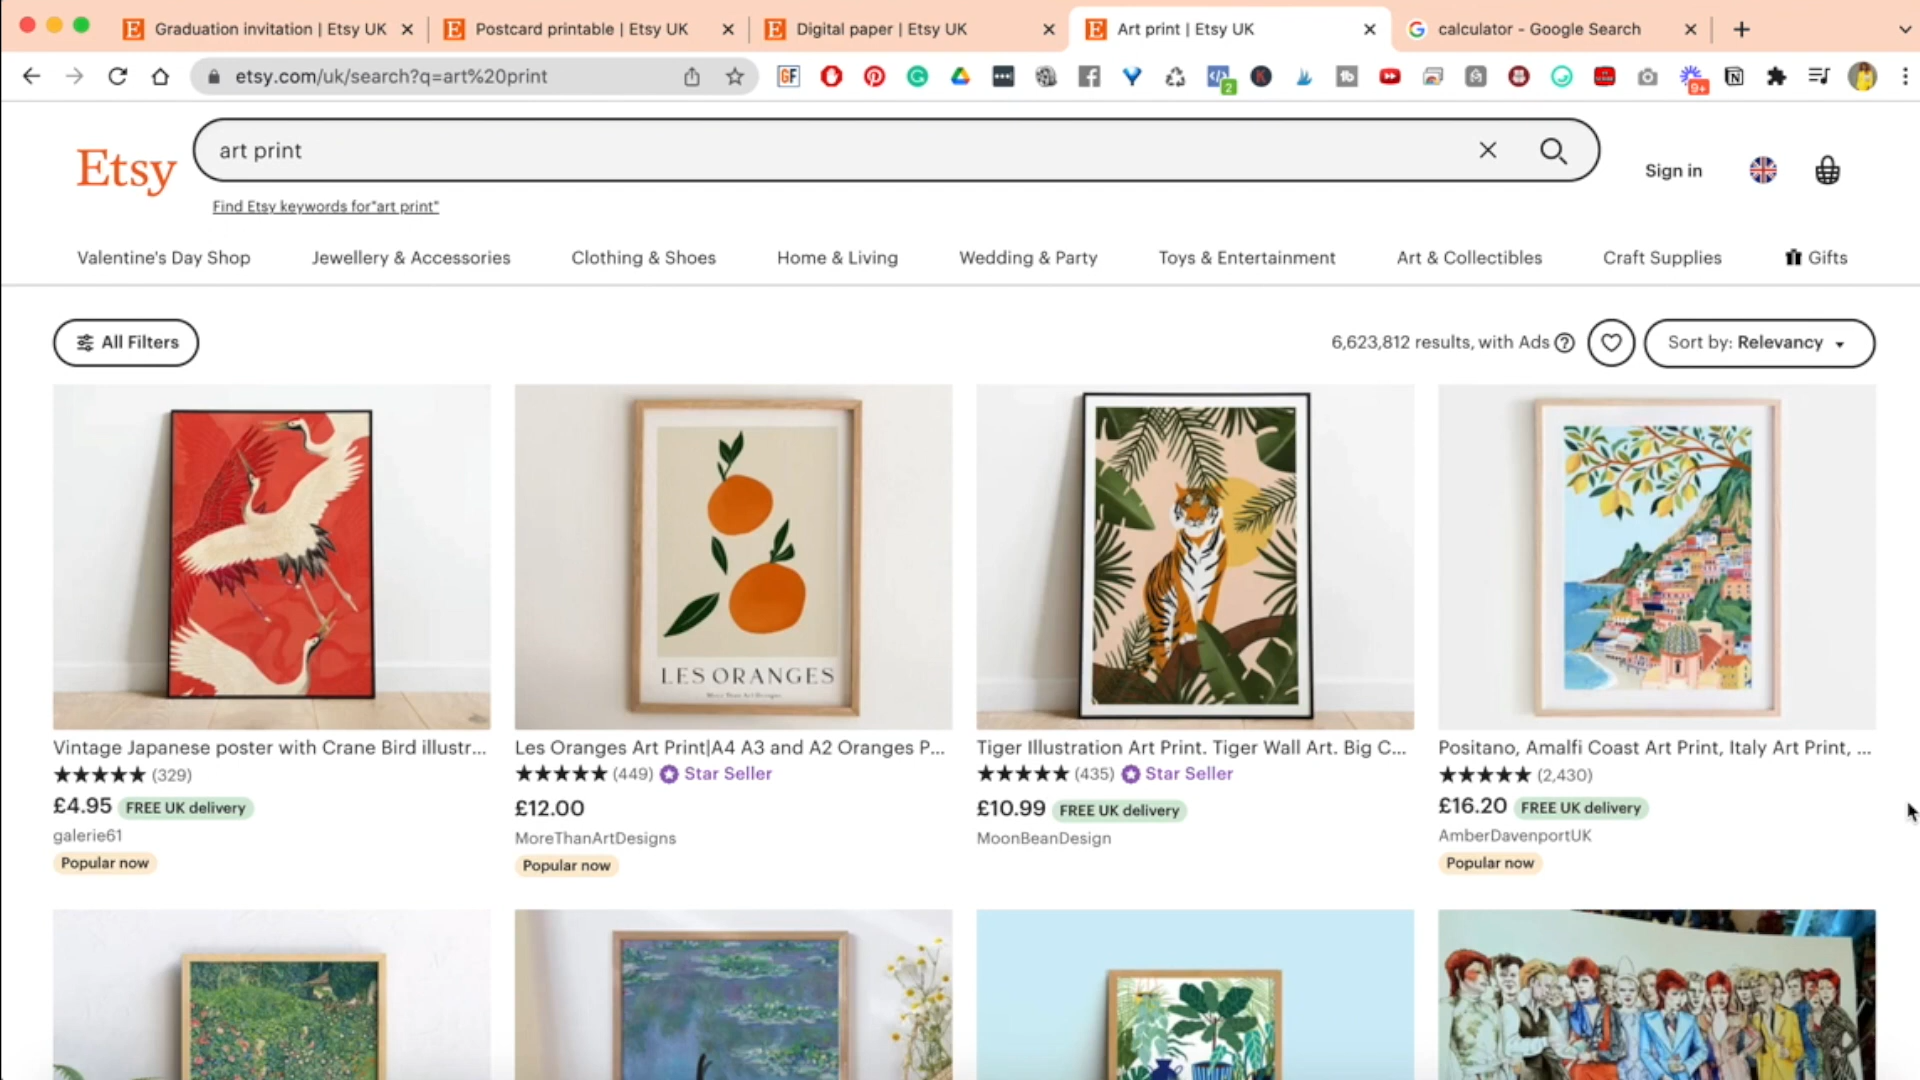 Graduation invitation | Etsy UK
Postcard printable | Etsy UK
Digital paper | Etsy UK
Art print | Etsy UK
calculator - Google Search
etsy.com/uk/search?q=art%20print
GF
2
9+
Etsy
art print
Sign in
Find Etsy keywords for"art print"
Valentine's Day Shop
Jewellery & Accessories
Clothing & Shoes
Home & Living
Wedding & Party
Toys & Entertainment
Art & Collectibles
Craft Supplies
Gifts
All Filters
6,623,812 results, with Ads
Sort by: Relevancy
LES ORANGES
More Than Art Designs
Vintage Japanese poster with Crane Bird illustr...
(329)
£4.95 FREE UK delivery
galerie61
Popular now
Les Oranges Art Print|A4 A3 and A2 Oranges P...
(449) Star Seller
£12.00
MoreThanArtDesigns
Popular now
Tiger Illustration Art Print. Tiger Wall Art. Big C...
(435) Star Seller
£10.99 FREE UK delivery
MoonBeanDesign
Positano, Amalfi Coast Art Print, Italy Art Print, ...
(2,430)
£16.20 FREE UK delivery
AmberDavenportUK
Popular now